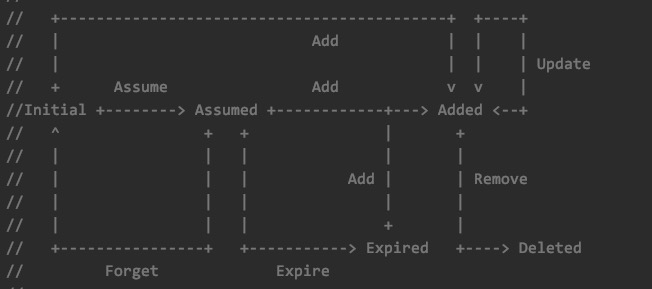 //   +-------------------------------------------+  +----+
//   |                            Add            |  |    |
//   |                                           |  |    | Update
//   +      Assume                Add            v  v    |
//Initial +--------> Assumed +------------+---> Added <--+
//   ^                +   +               |       +
//   |                |   |               |       |
//   |                |   |           Add |       | Remove
//   |                |   |               |       |
//   |                |   |               +       |
//   +----------------+   +-----------> Expired   +----> Deleted
//         Forget             Expire
//